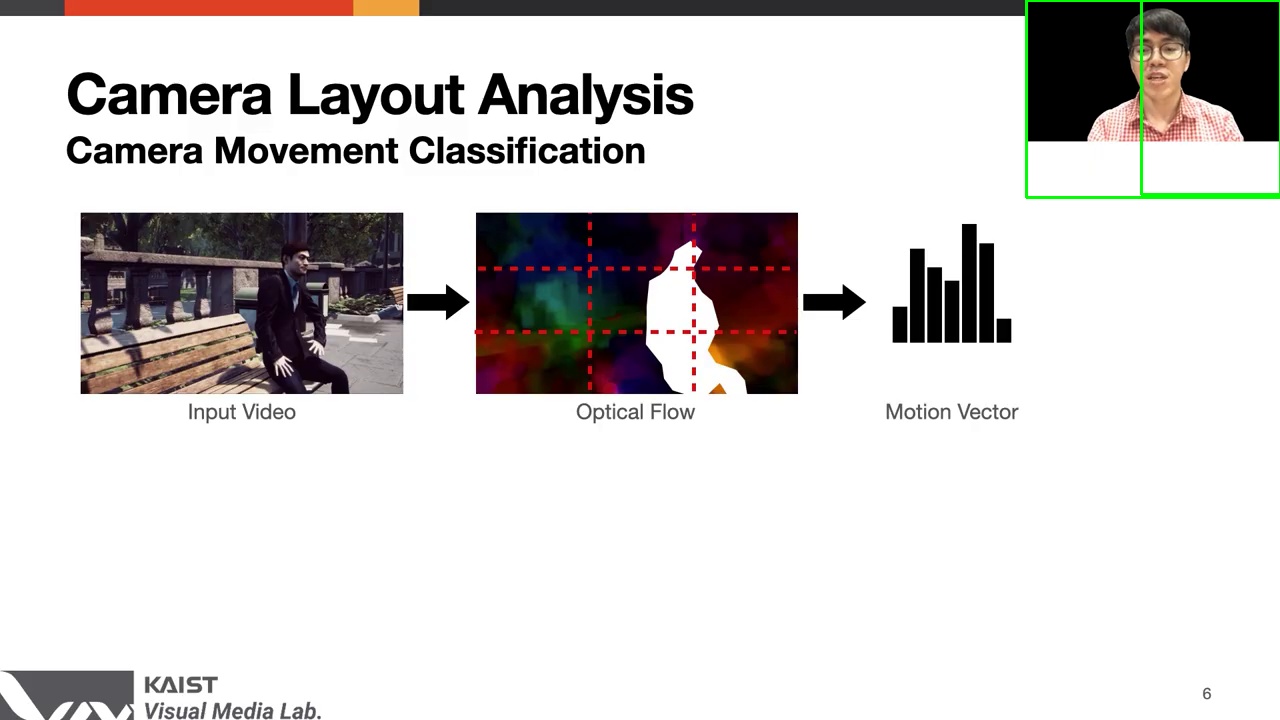 Camera Layout Analysis
Camera Movement Classification
Input Video
Optical Flow
Motion Vector
KAIST
Visual Media Lab.
6